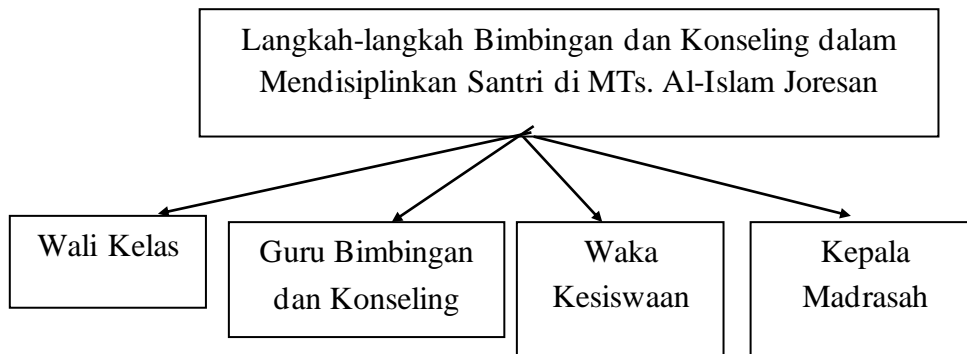 Langkah-langkah Bimbingan dan Konseling dalam
Mendisiplinkan Santri di MTs. Al-Islam Joresan
Wali Kelas
Guru Bimbingan
dan Konseling
Waka
Kesiswaan
Kepala
Madrasah